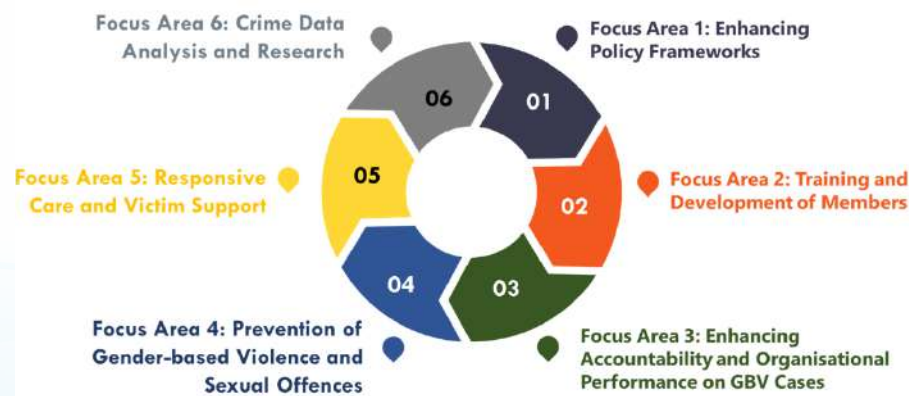 Focus Area 6: Crime Data
Analysis and Research
Focus Area 1: Enhancing
Policy Frameworks
06
01
Focus Area 5: Responsive
Care and Victim Support
05
02
Focus Area 2: Training and
Development of Members
04
03
Focus Area 4: Prevention of
Gender-based Violence and
Sexual Offences
Focus Area 3: Enhancing
Accountability and Organisational
Performance on GBV Cases